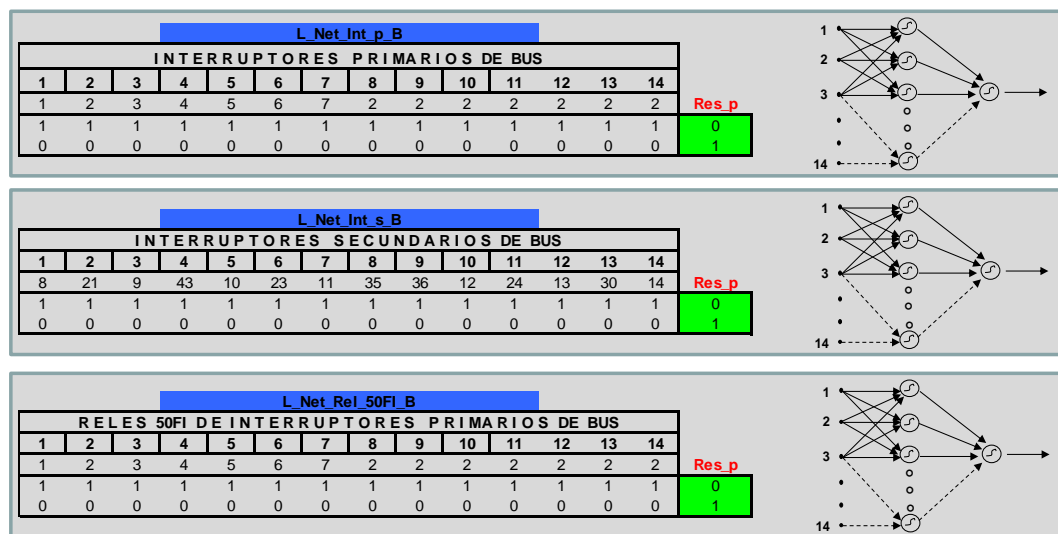 L_Net_Int_p_B
INTERRUPTORES PRIMARIOS DE BUS
1 2 3 4 5 6 7 8 9 10 11 12 13 14
1 2 3 4 5 6 7 2 2 2 2 2 2 2 Res_p
1 1 1 1 1 1 1 1 1 1 1 1 1 1 0
0 0 0 0 0 0 0 0 0 0 0 0 0 0 1
1
2
3
14
L_Net_Int_s_B
INTERRUPTORES SECUNDARIOS DE BUS
1 2 3 4 5 6 7 8 9 10 11 12 13 14
8 21 9 43 10 23 11 35 36 12 24 13 30 14 Res_p
1 1 1 1 1 1 1 1 1 1 1 1 1 1 0
0 0 0 0 0 0 0 0 0 0 0 0 0 0 1
1
2
3
14
L_Net_Rel_50FI_B
RELES 50FI DE INTERRUPTORES PRIMARIOS DE BUS
1 2 3 4 5 6 7 8 9 10 11 12 13 14
1 2 3 4 5 6 7 2 2 2 2 2 2 2 Res_p
1 1 1 1 1 1 1 1 1 1 1 1 1 1 0
0 0 0 0 0 0 0 0 0 0 0 0 0 0 1
1
2
3
14